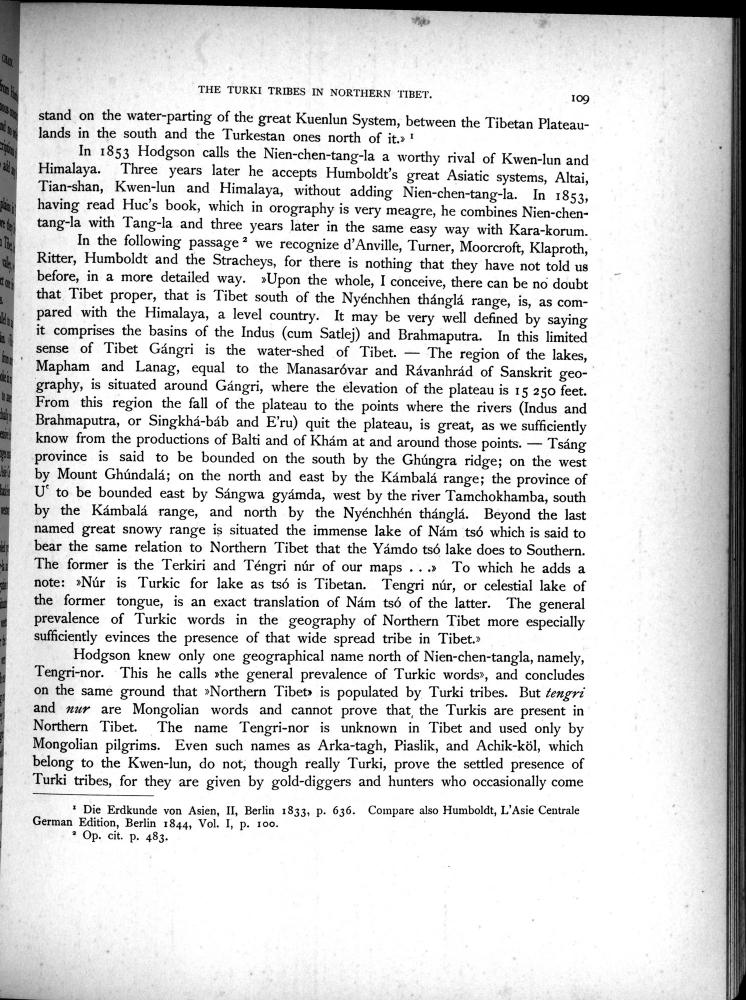 THE TURKI TRIBES IN NORTHERN TIBET.
109
stand on the water-parting of the great Kuenlun System, between the Tibetan Plateau-
lands in the south and the Turkestan ones north of it.» ¹
In 1853 Hodgson calls the Nien-chen-tang-la a worthy rival of Kwen-lun and
Himalaya. Three years later he accepts Humboldt's great Asiatic systems, Altai,
Tian-shan, Kwen-lun and Himalaya, without adding Nien-chen-tang-la. In 1853,
having read Huc's book, which in orography is very meagre, he combines Nien-chen-
tang-la with Tang-la and three years later in the same easy way with Kara-korum.
In the following passage ² we recognize d'Anville, Turner, Moorcroft, Klaproth,
Ritter, Humboldt and the Stracheys, for there is nothing that they have not told us
before, in a more detailed way. »Upon the whole, I conceive, there can be no doubt
that Tibet proper, that is Tibet south of the Nyénchhen thánglá range, is, as com-
pared with the Himalaya, a level country. It may be very well defined by saying
it comprises the basins of the Indus (cum Satlej) and Brahmaputra. In this limited
sense of Tibet Gángri is the water-shed of Tibet. — The region of the lakes,
Mapham and Lanag, equal to the Manasaróvar and Rávanhrád of Sanskrit geo-
graphy, is situated around Gángri, where the elevation of the plateau is 15 250 feet.
From this region the fall of the plateau to the points where the rivers (Indus and
Brahmaputra, or Singkhá-báb and E'ru) quit the plateau, is great, as we sufficiently
know from the productions of Balti and of Khám at and around those points. — Tsáng
province is said to be bounded on the south by the Ghúngra ridge; on the west
by Mount Ghúndalá; on the north and east by the Kámbalá range; the province of
Uʿ to be bounded east by Sángwa gyámda, west by the river Tamchokhamba, south
by the Kámbalá range, and north by the Nyénchhén thánglá. Beyond the last
named great snowy range is situated the immense lake of Nám tsó which is said to
bear the same relation to Northern Tibet that the Yámdo tsó lake does to Southern.
The former is the Terkiri and Téngri núr of our maps . . .» To which he adds a
note: »Núr is Turkic for lake as tsó is Tibetan. Tengri núr, or celestial lake of
the former tongue, is an exact translation of Nám tsó of the latter. The general
prevalence of Turkic words in the geography of Northern Tibet more especially
sufficiently evinces the presence of that wide spread tribe in Tibet.»
Hodgson knew only one geographical name north of Nien-chen-tangla, namely,
Tengri-nor. This he calls »the general prevalence of Turkic words», and concludes
on the same ground that »Northern Tibet» is populated by Turki tribes. But tengri
and nur are Mongolian words and cannot prove that the Turkis are present in
Northern Tibet. The name Tengri-nor is unknown in Tibet and used only by
Mongolian pilgrims. Even such names as Arka-tagh, Piaslik, and Achik-köl, which
belong to the Kwen-lun, do not, though really Turki, prove the settled presence of
Turki tribes, for they are given by gold-diggers and hunters who occasionally come
¹ Die Erdkunde von Asien, II, Berlin 1833, p. 636. Compare also Humboldt, L'Asie Centrale
German Edition, Berlin 1844, Vol. I, p. 100.
² Op. cit. p. 483.